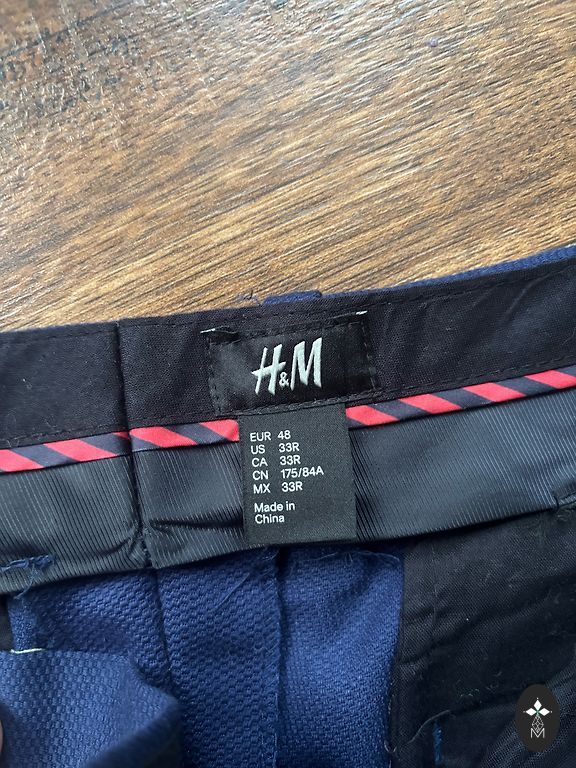 H&M
EUR 48
US 33R
CA 33R
CN 175/84A
MX 33R
Made in
China
M